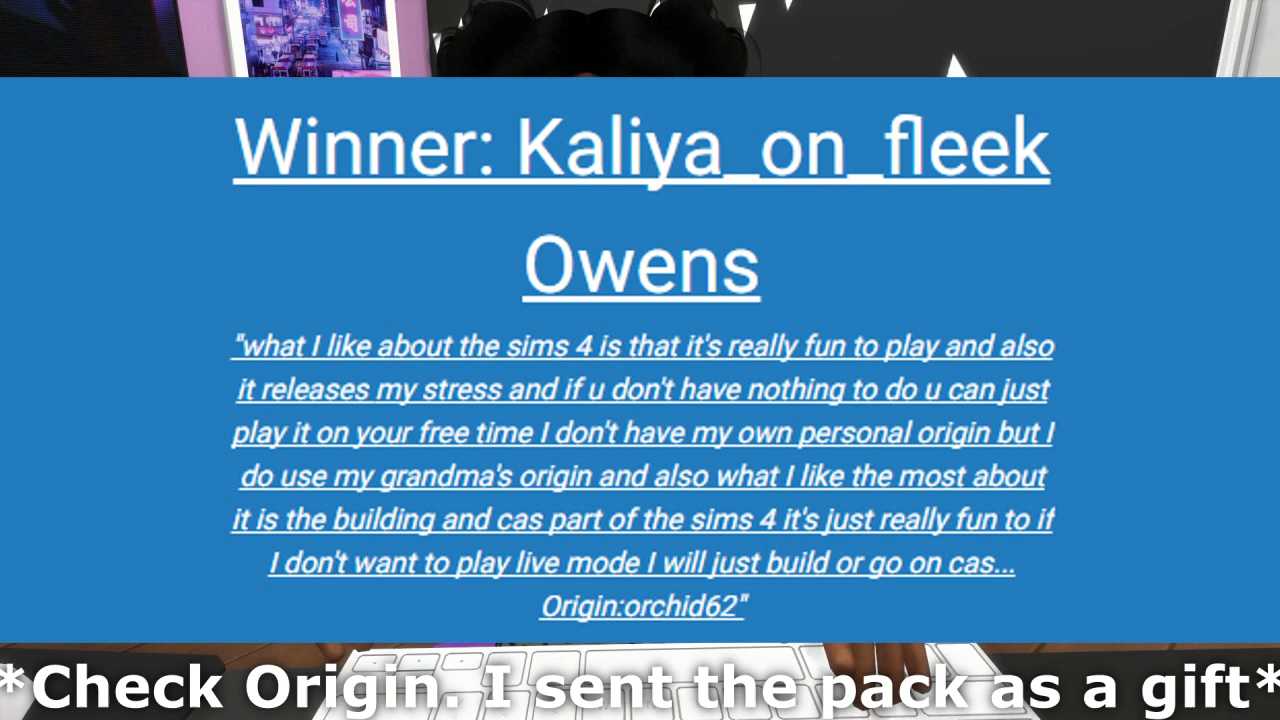 Winner: Kaliya_on_fleek
Owens
"what I like about the sims 4 is that it's really fun to play and also
it releases my stress and if u don't have nothing to do u can just
play it on your free time I don't have my own personal origin but I
do use my grandma's origin and also what I like the most about
it is the building and cas part of the sims 4 it's just really fun to if
I don't want to play live mode I will just build or go on cas...
Origin:orchid62"
*Check Origin. I sent the pack as a gift*